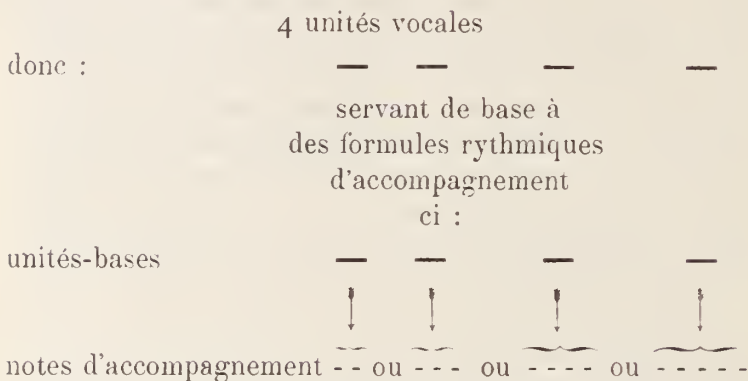 4 unités vocales
donc : — — — —
servant de base à
des formules rythmiques
d'accompagnement
ci :
unités-bases — — — —
notes d'accompagnement - - ou - - - ou - - - - ou - - - - -